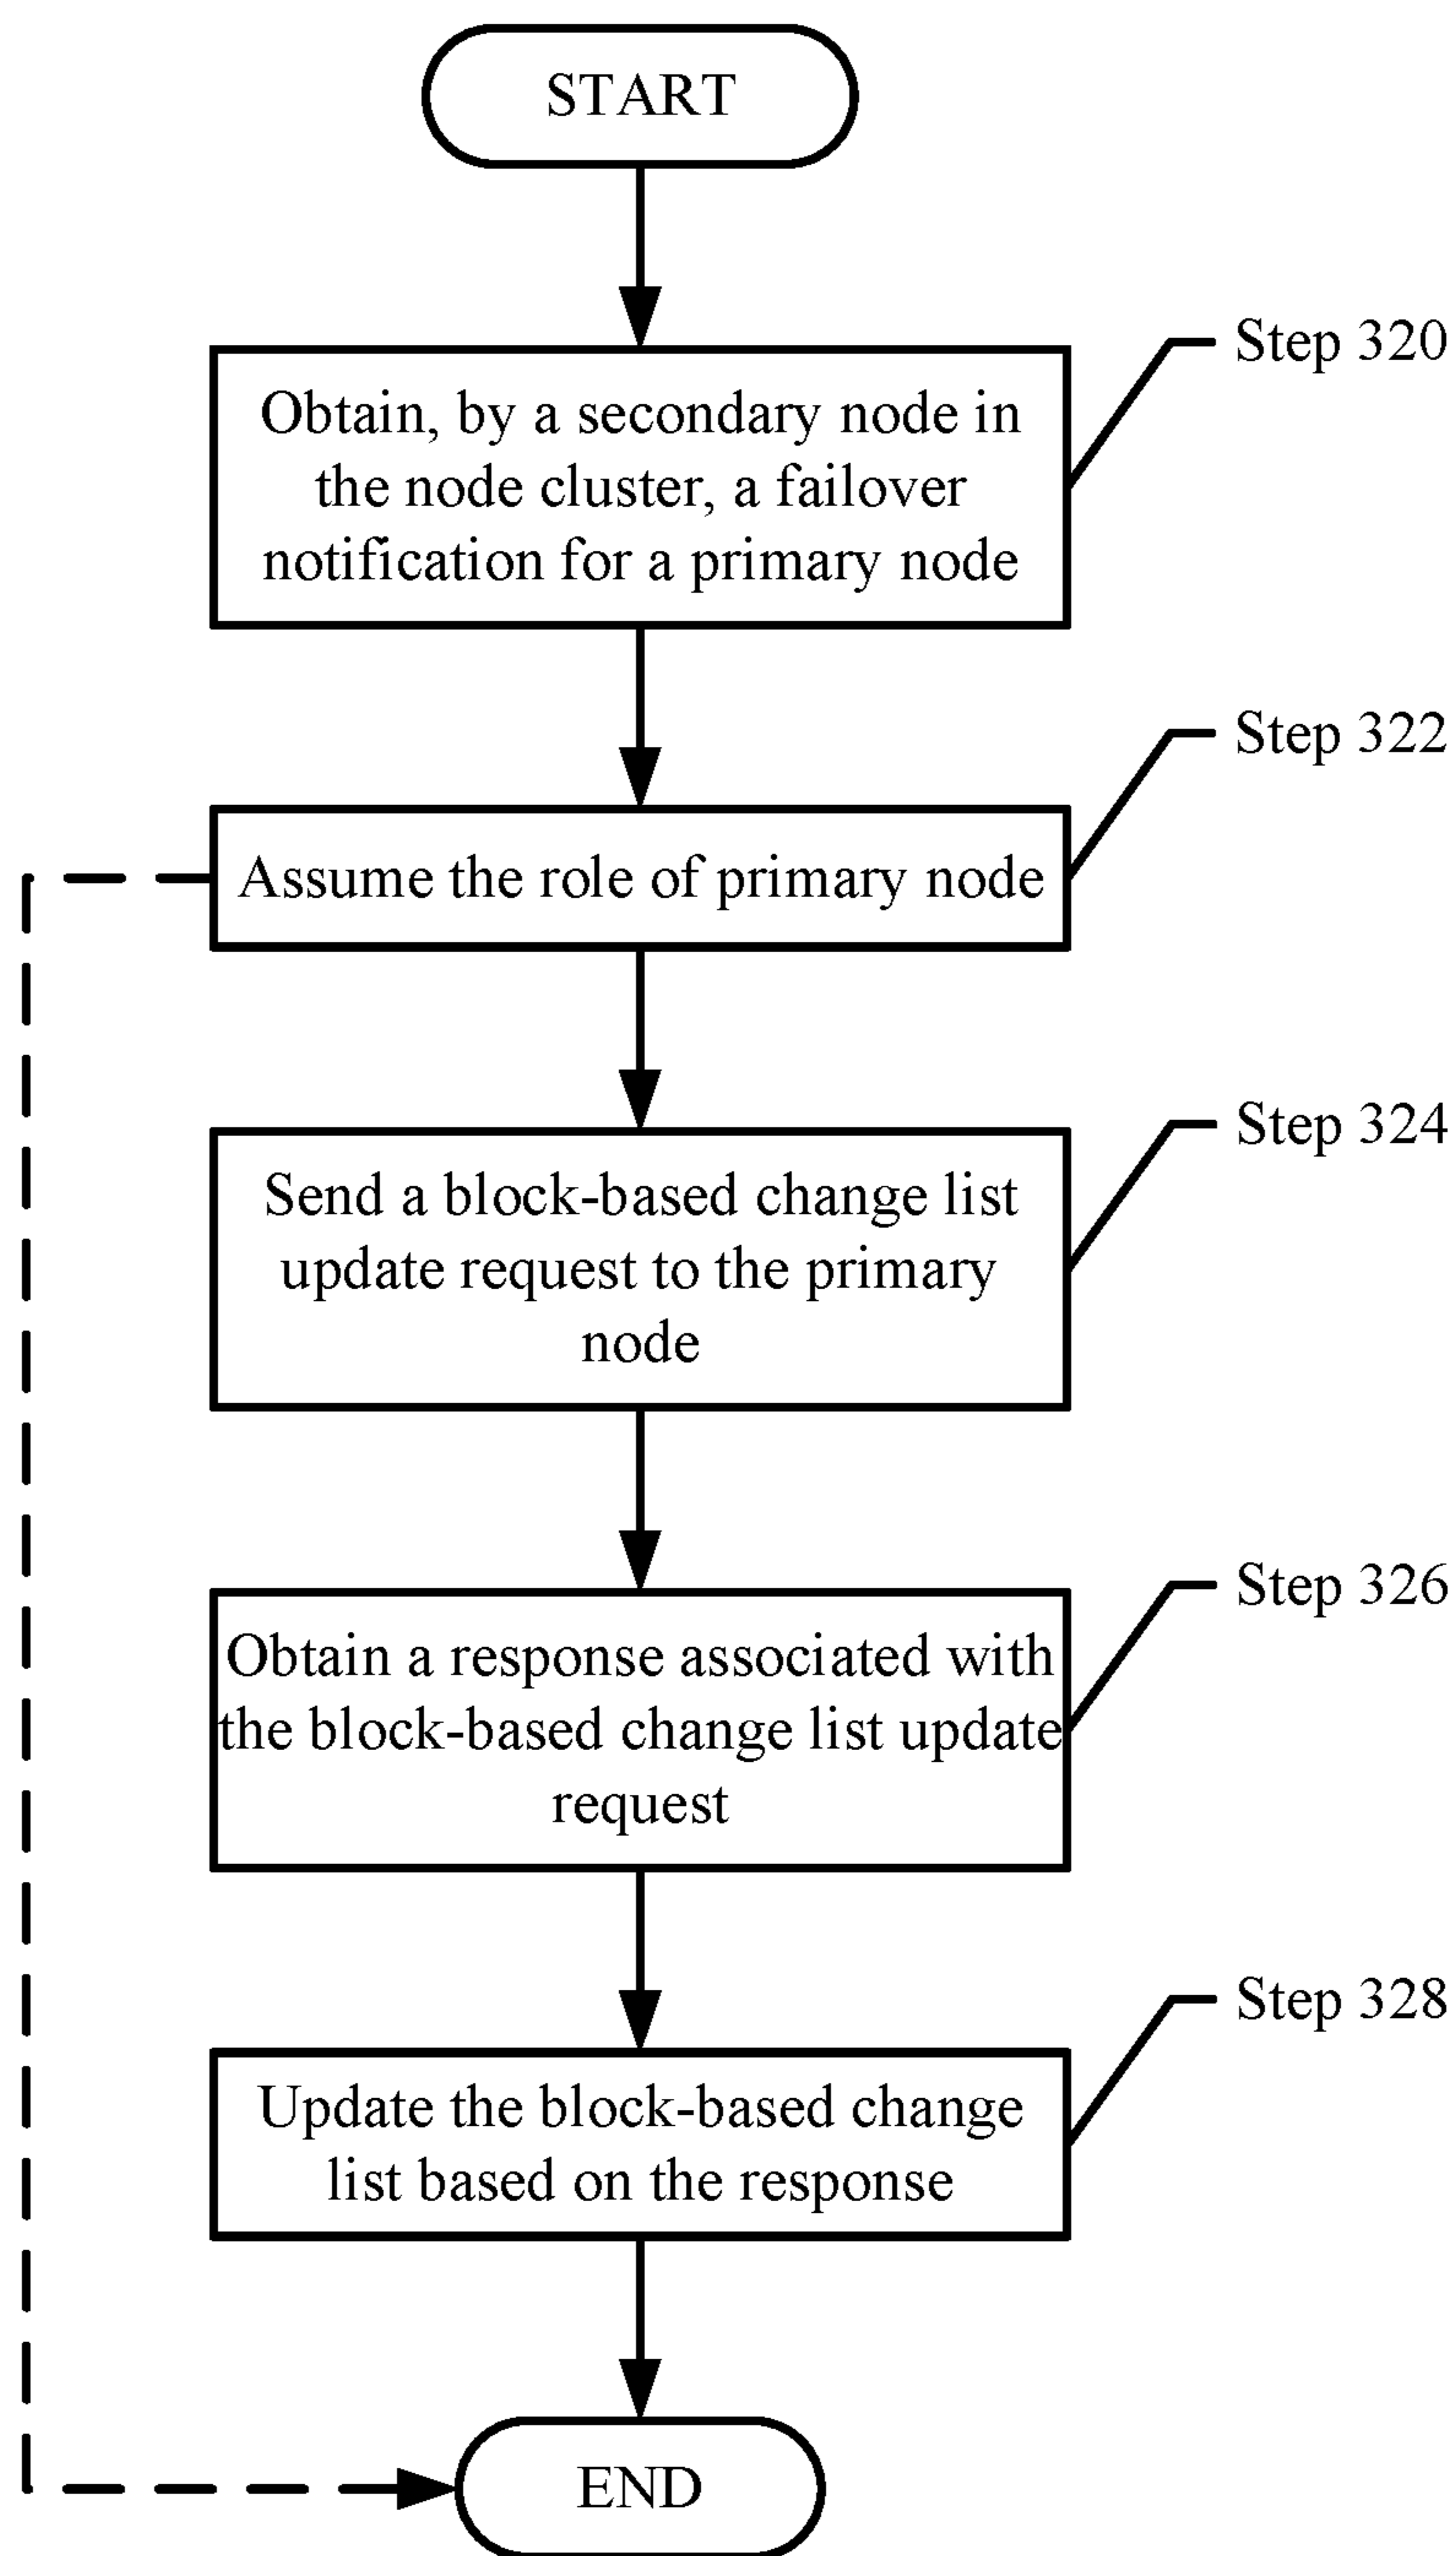 START
Step 320
Obtain, by a secondary node in
the node cluster, a failover
notification for a primary node
Step 322
Assume the role of primary node
Step 324
Send a block-based change list
update request to the primary
node
Step 326
Obtain a response associated with
the block-based change list update
request
Step 328
Update the block-based change
list based on the response
END